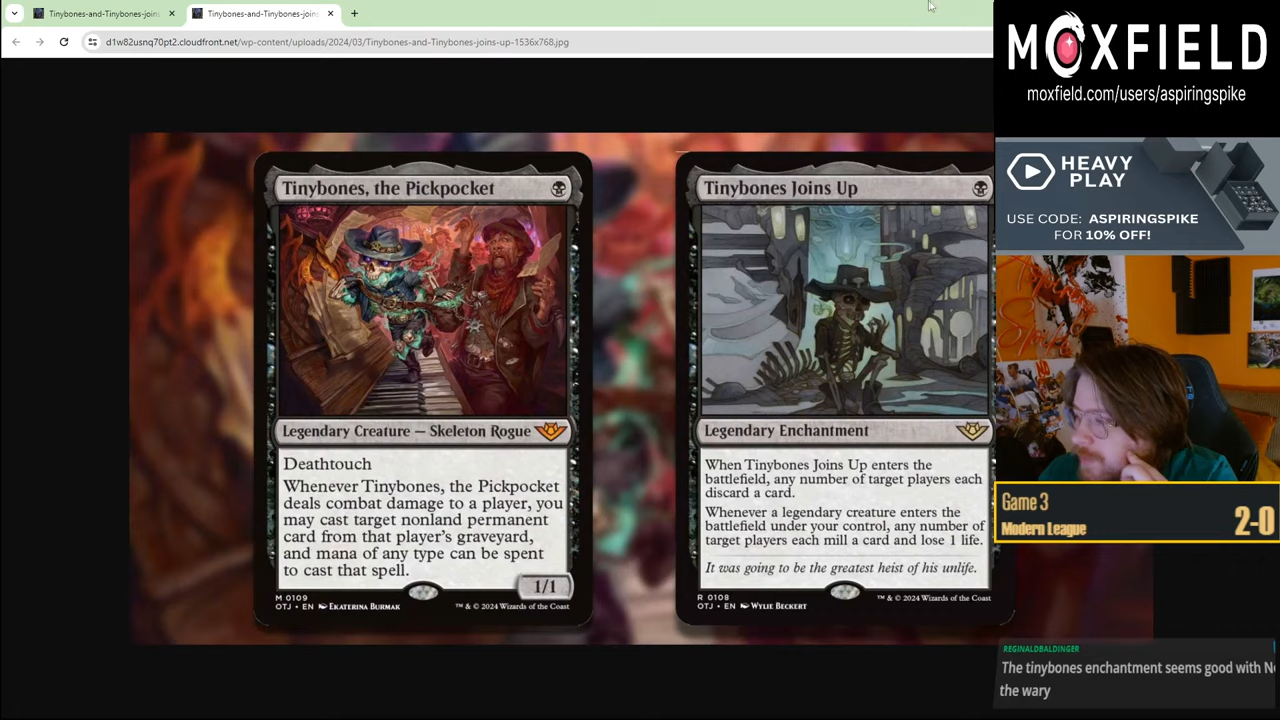 Tinybones-and-Tinybones-joins
Tinybones-and-Tinybones-joins
d1w82usnq70pt2.cloudfront.net/wp-content/uploads/2024/03/Tinybones-and-Tinybones-joins-up-1536x768.jpg
Tinybones, the Pickpocket
Legendary Creature — Skeleton Rogue
Deathtouch
Whenever Tinybones, the Pickpocket
deals combat damage to a player, you
may cast target nonland permanent
card from that player's graveyard,
and mana of any type can be spent
to cast that spell.
1/1
M 0109
OTJ • EN EKATERINA BURMAK
™ & © 2024 Wizards of the Coast
Tinybones Joins Up
Legendary Enchantment
When Tinybones Joins Up enters the
battlefield, any number of target players each
discard a card.
Whenever a legendary creature enters the
battlefield under your control, any number of
target players each mill a card and lose 1 life.
It was going to be the greatest heist of his unlife.
R 0108
OTJ • EN WYLIE BECKERT
™ & © 2024 Wizards of the Coast
MOXFIELD
moxfield.com/users/aspiringspike
HEAVY
PLAY
USE CODE: ASPIRINGSPIKE
FOR 10% OFF!
Game 3
Modern League
2-0
REGINALDBALDINGER
The tinybones enchantment seems good with
the wary